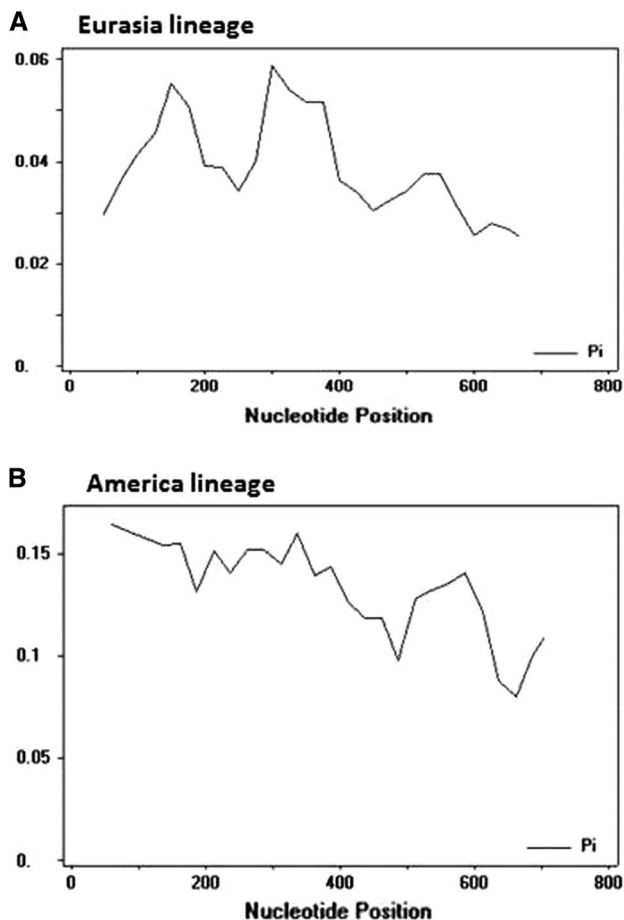 A Eurasia lineage
0.06
0.04
0.02
0.
Pi
0 200 400 600 800
Nucleotide Position
B America lineage
0.15
0.1
0.05
0.
Pi
0 200 400 600 800
Nucleotide Position